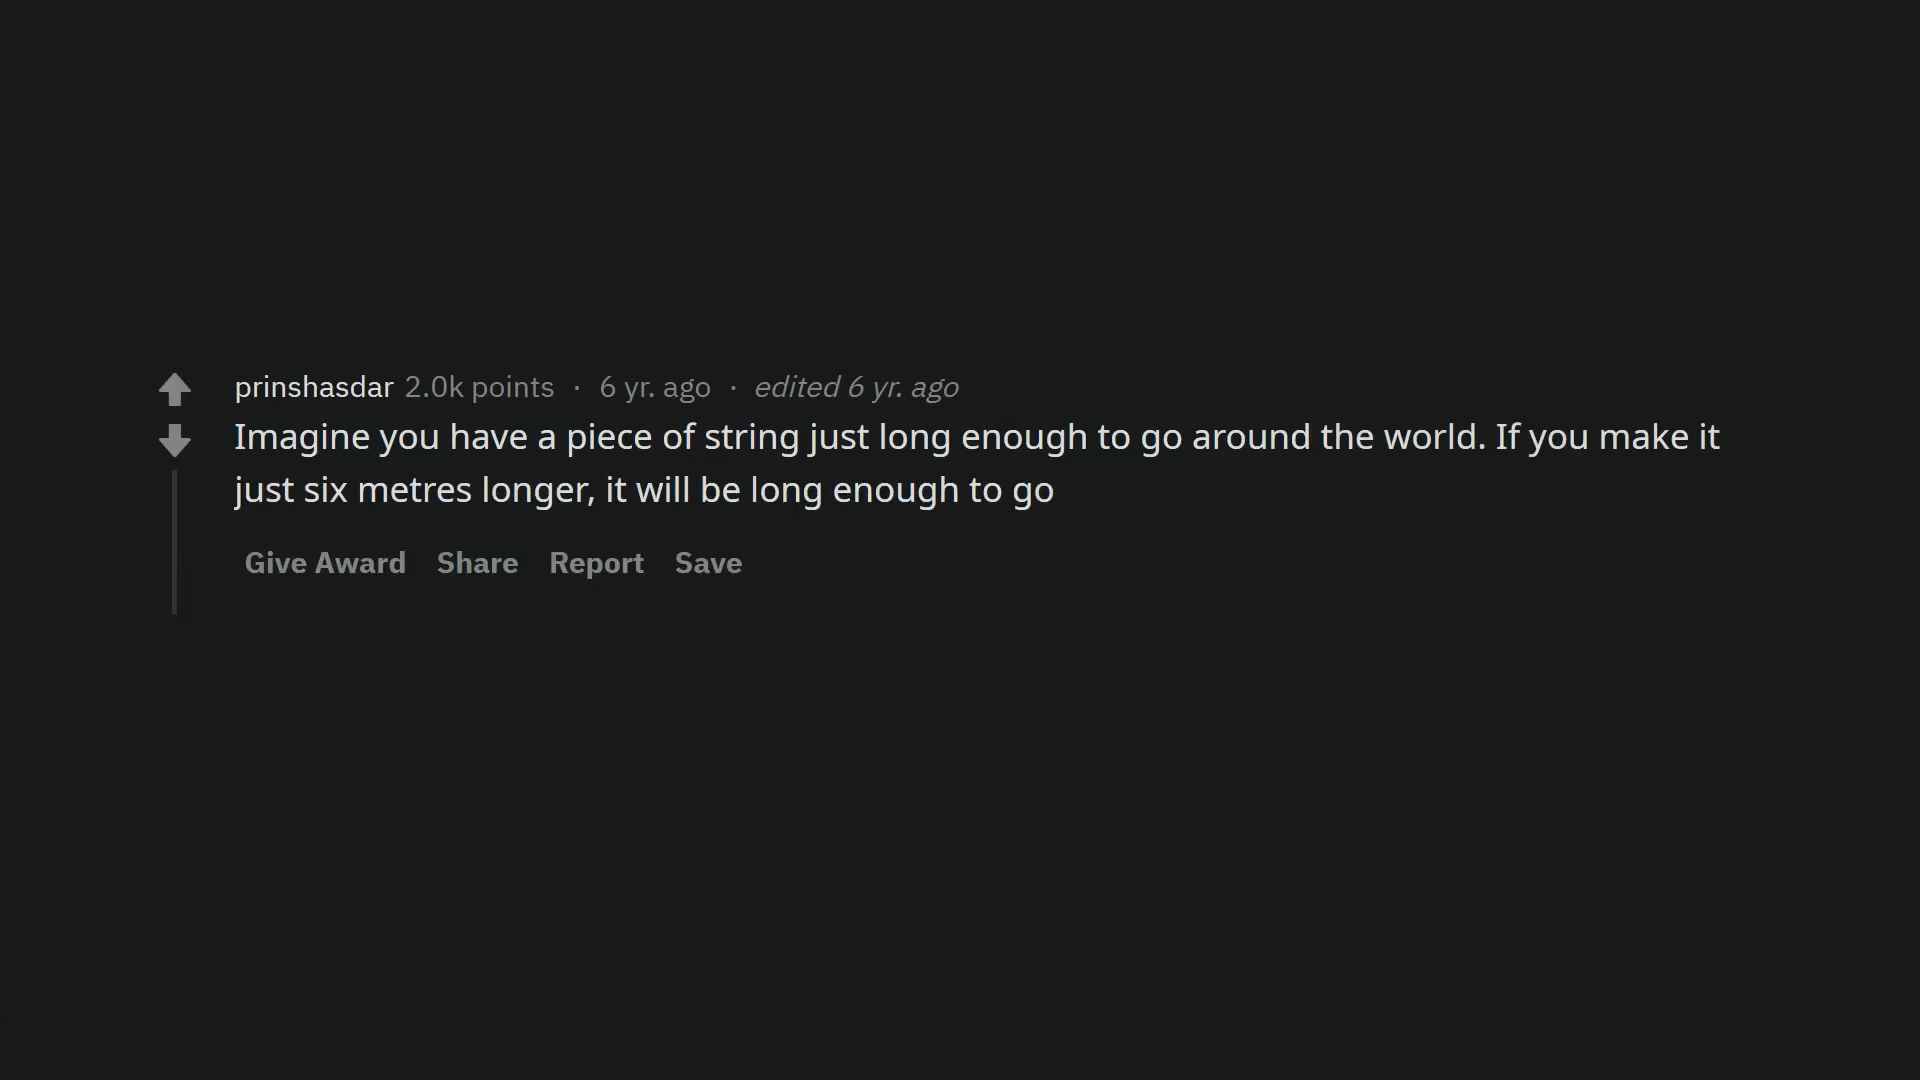 prinshasdar 2.0k points · 6 yr. ago · edited 6 yr. ago
Imagine you have a piece of string just long enough to go around the world. If you make it
just six metres longer, it will be long enough to go
Give Award Share Report Save